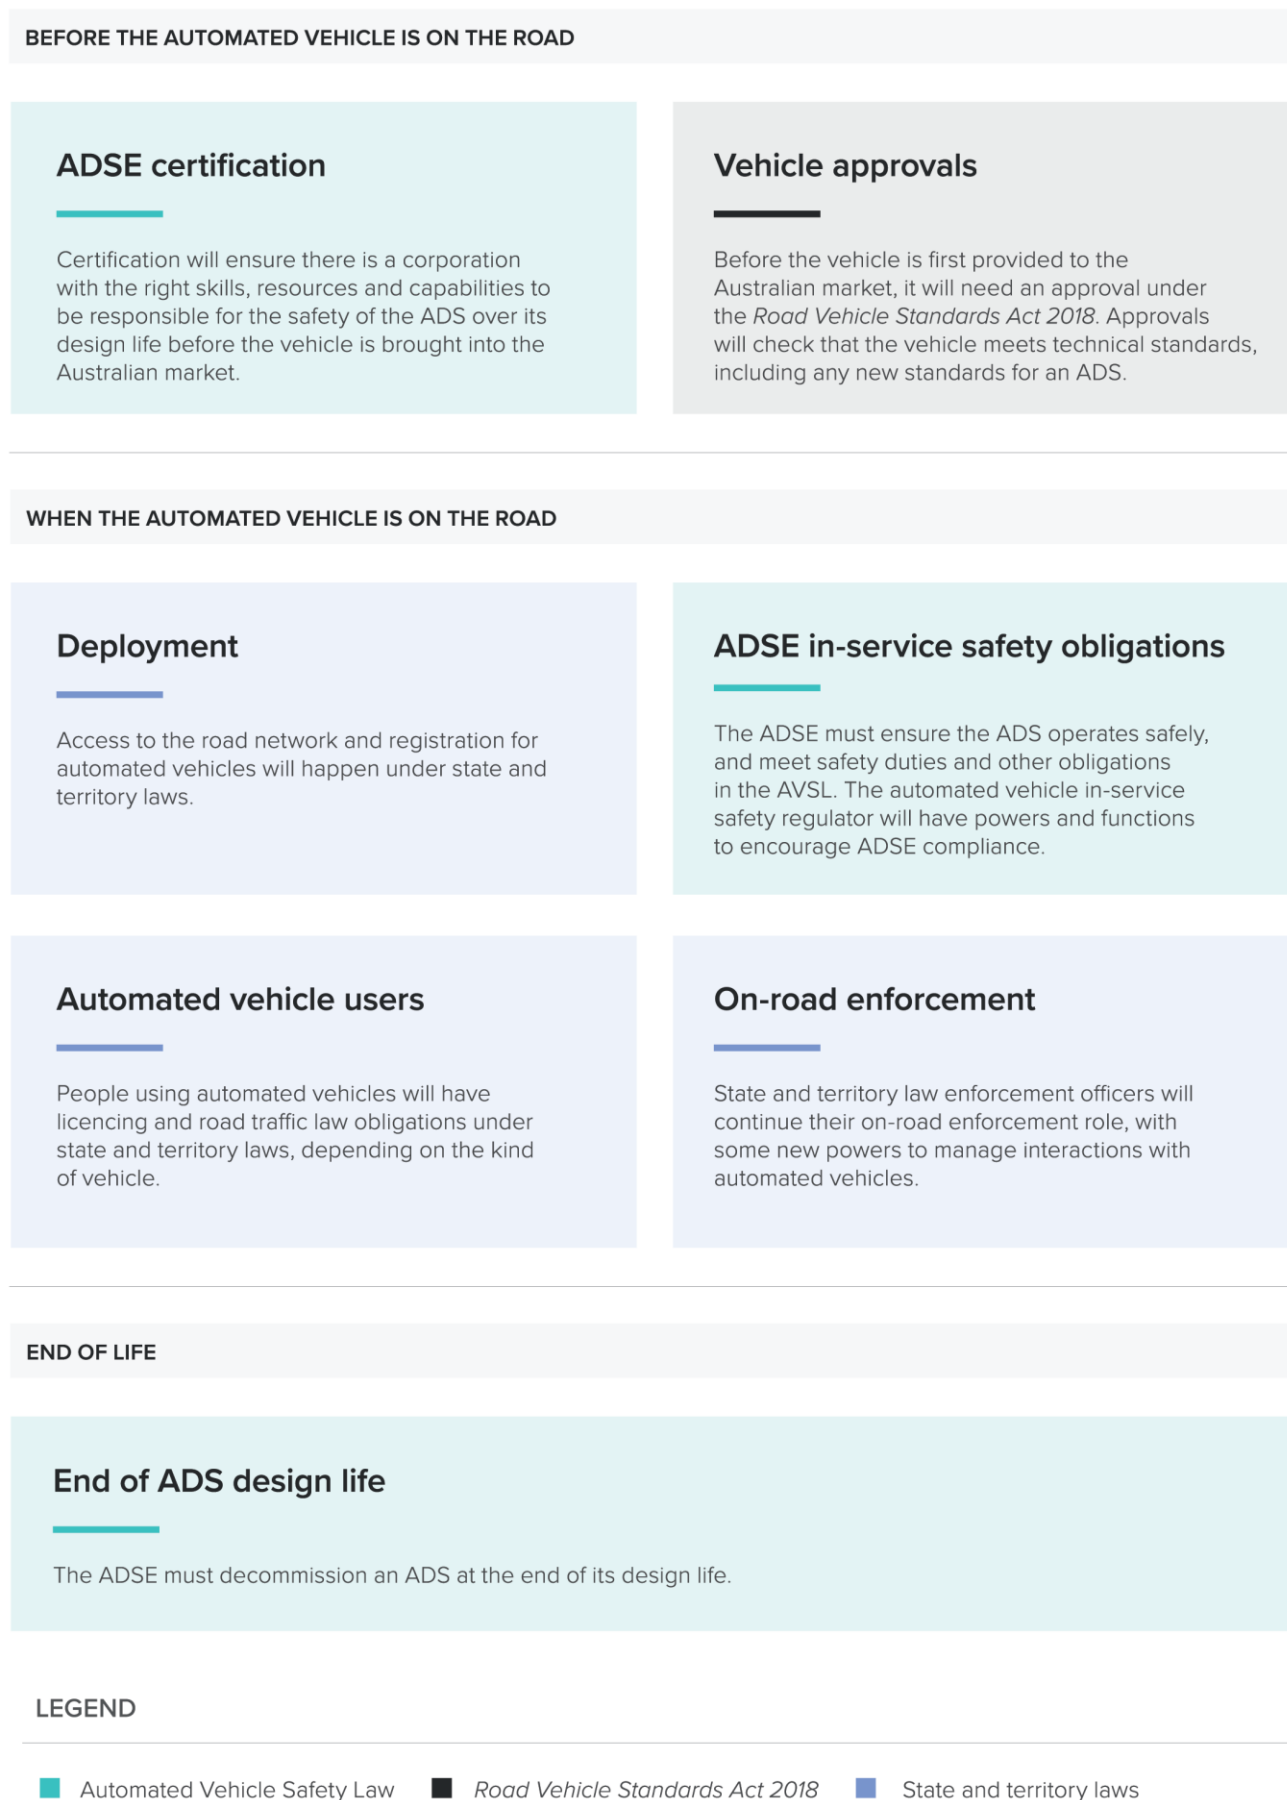 BEFORE THE AUTOMATED VEHICLE IS ON THE ROAD
ADSE certification
Certification will ensure there is a corporation
with the right skills, resources and capabilities to
be responsible for the safety of the ADS over its
design life before the vehicle is brought into the
Australian market.
Vehicle approvals
Before the vehicle is first provided to the
Australian market, it will need an approval under
the Road Vehicle Standards Act 2018. Approvals
will check that the vehicle meets technical standards,
including any new standards for an ADS.
WHEN THE AUTOMATED VEHICLE IS ON THE ROAD
Deployment
Access to the road network and registration for
automated vehicles will happen under state and
territory laws.
ADSE in-service safety obligations
The ADSE must ensure the ADS operates safely,
and meet safety duties and other obligations
in the AVSL. The automated vehicle in-service
safety regulator will have powers and functions
to encourage ADSE compliance.
Automated vehicle users
People using automated vehicles will have
licencing and road traffic law obligations under
state and territory laws, depending on the kind
of vehicle.
On-road enforcement
State and territory law enforcement officers will
continue their on-road enforcement role, with
some new powers to manage interactions with
automated vehicles.
END OF LIFE
End of ADS design life
The ADSE must decommission an ADS at the end of its design life.
LEGEND
Automated Vehicle Safety Law Road Vehicle Standards Act 2018 State and territory laws